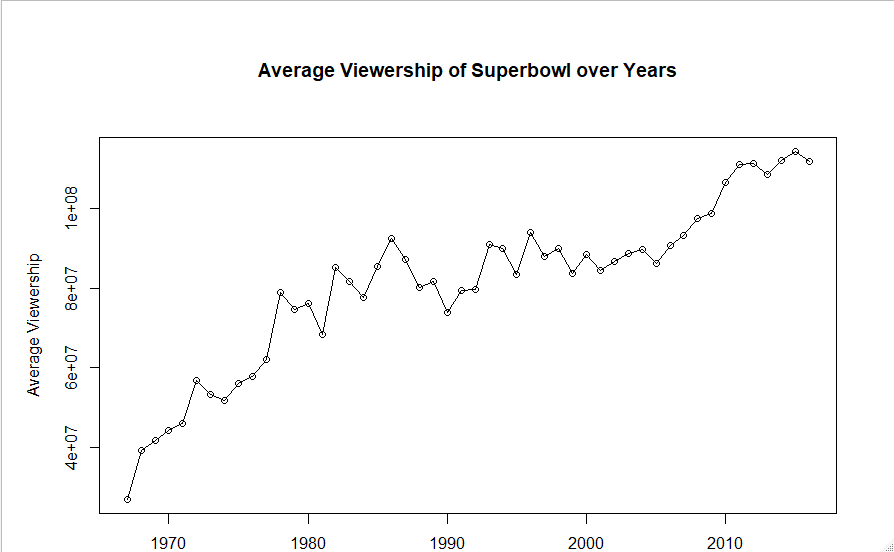 Average Viewership of Superbowl over Years
Average Viewership
1e+08
8e+07
6e+07
4e+07
1970 1980 1990 2000 2010